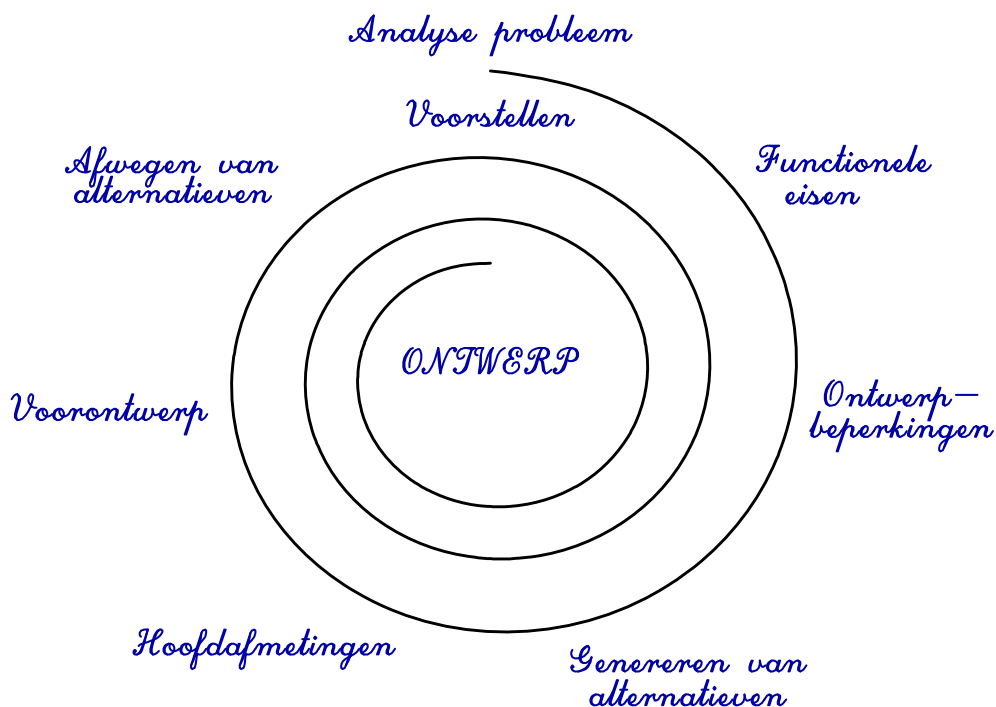 Analyse probleem
Voorstellen
Functionele
eisen
Ontwerp-
beperkingen
Genereren van
alternatieven
Hoofdafmetingen
Voorontwerp
Afwegen van
alternatieven
ONTWERP